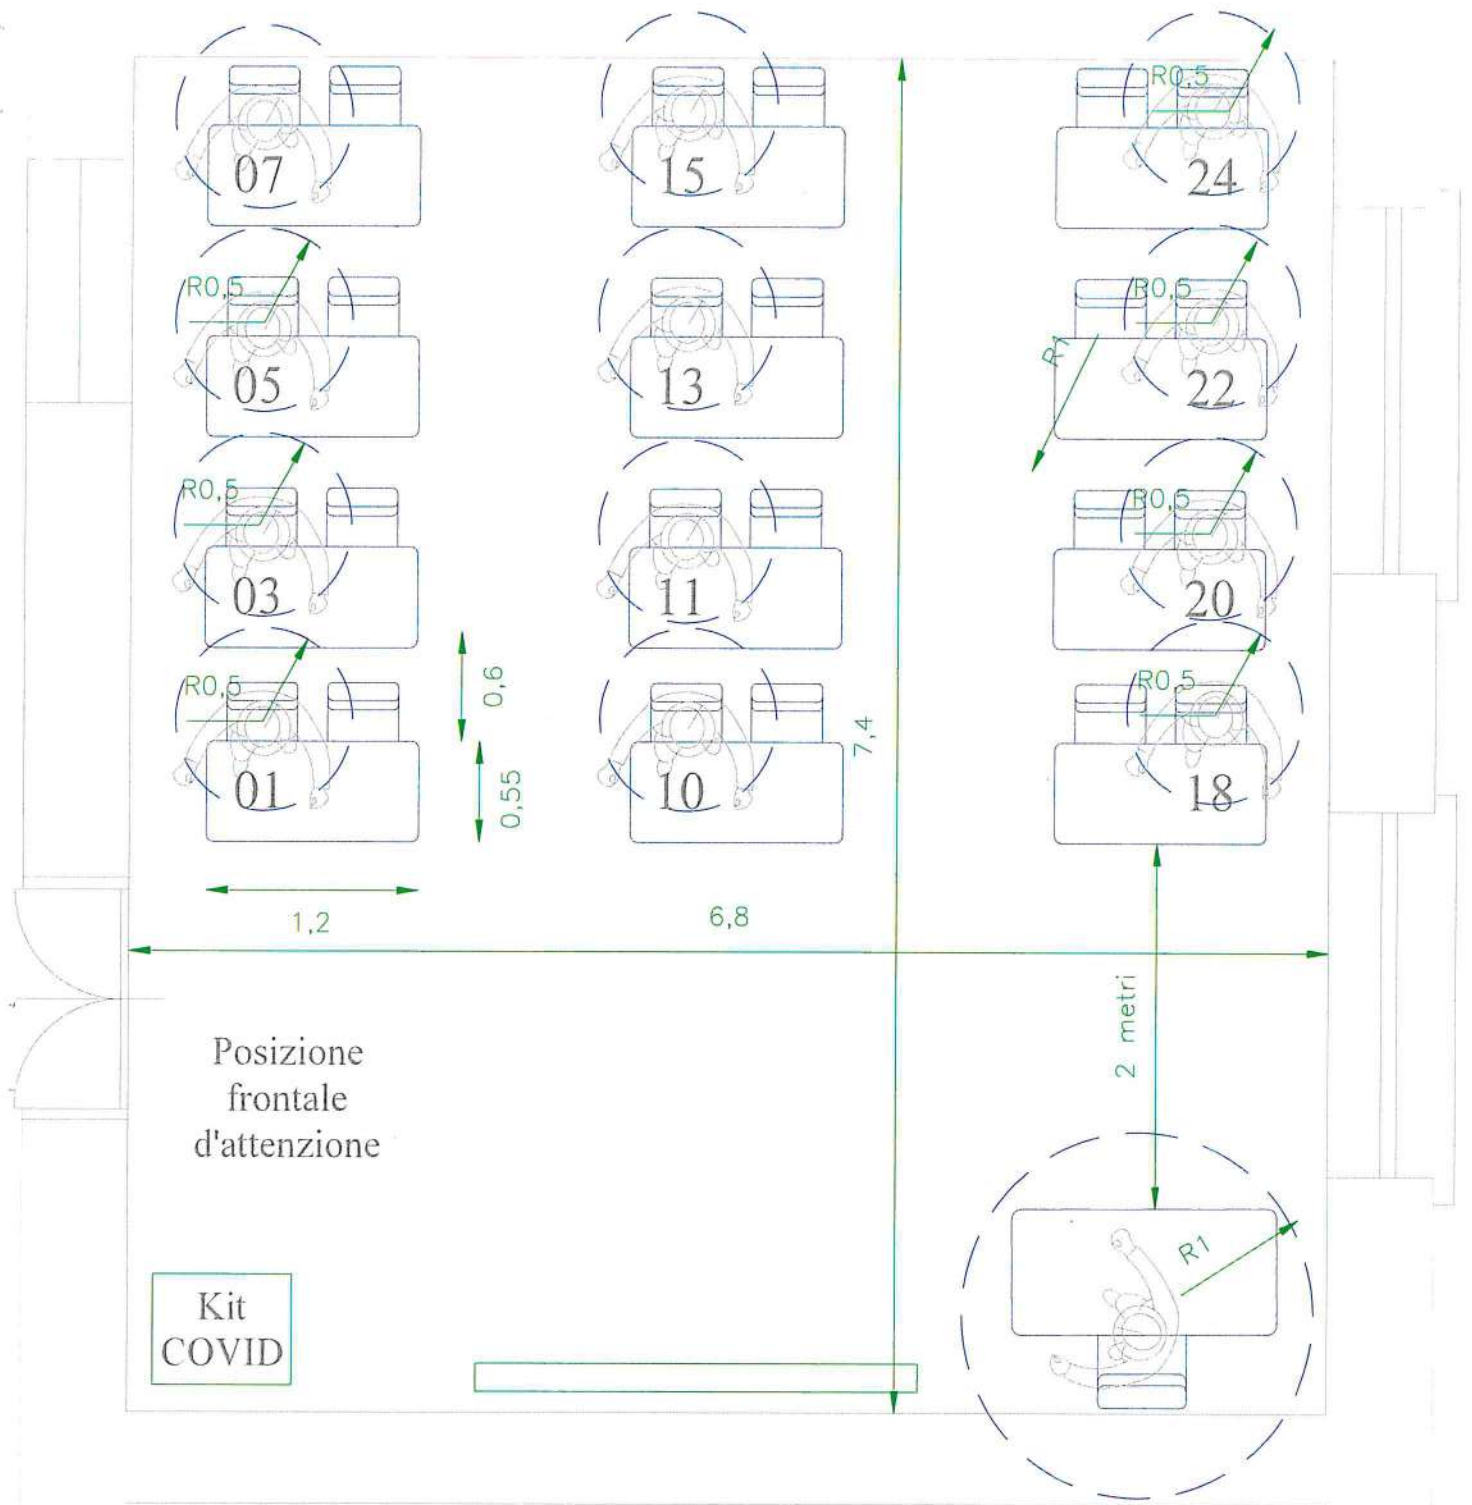 R0,5
07
15
24
R0,5
R0,5
R1
05
13
22
R0,5
R0,5
03
11
20
0,6
R0,5
R0,5
7,4
0,55
01
10
18
1,2
6,8
2 metri
Posizione
frontale
d'attenzione
R1
Kit
COVID